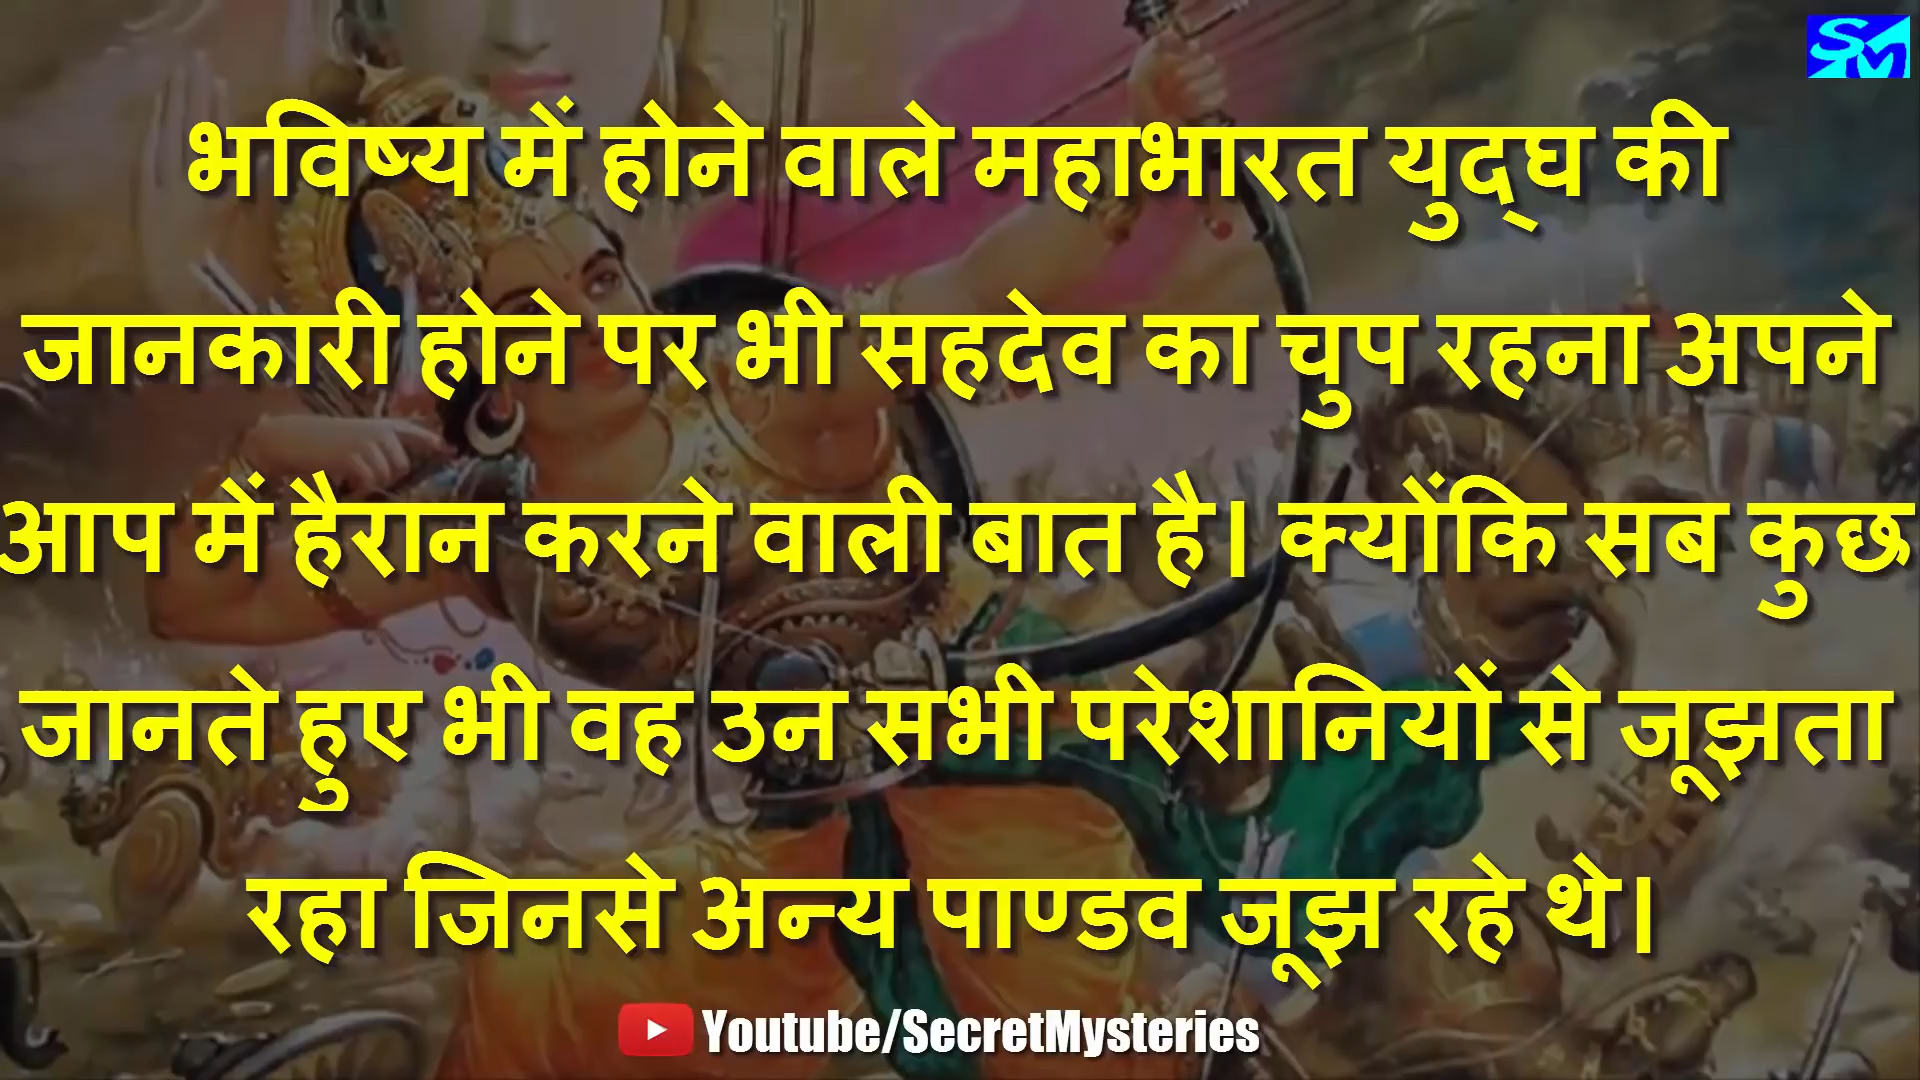 SM
भविष्य में होने वाले महाभारत युद्‌घ की
जानकारी होने पर भी सहदेव का चुप रहना अपने
आप में हैरान करने वाली बात है। क्योंकि सब कुछ
जानते हुए भी वह उन सभी परेशानियों से जूझता
रहा जिनसे अन्य पाण्डव जूझ रहे थे।
Youtube/SecretMysteries